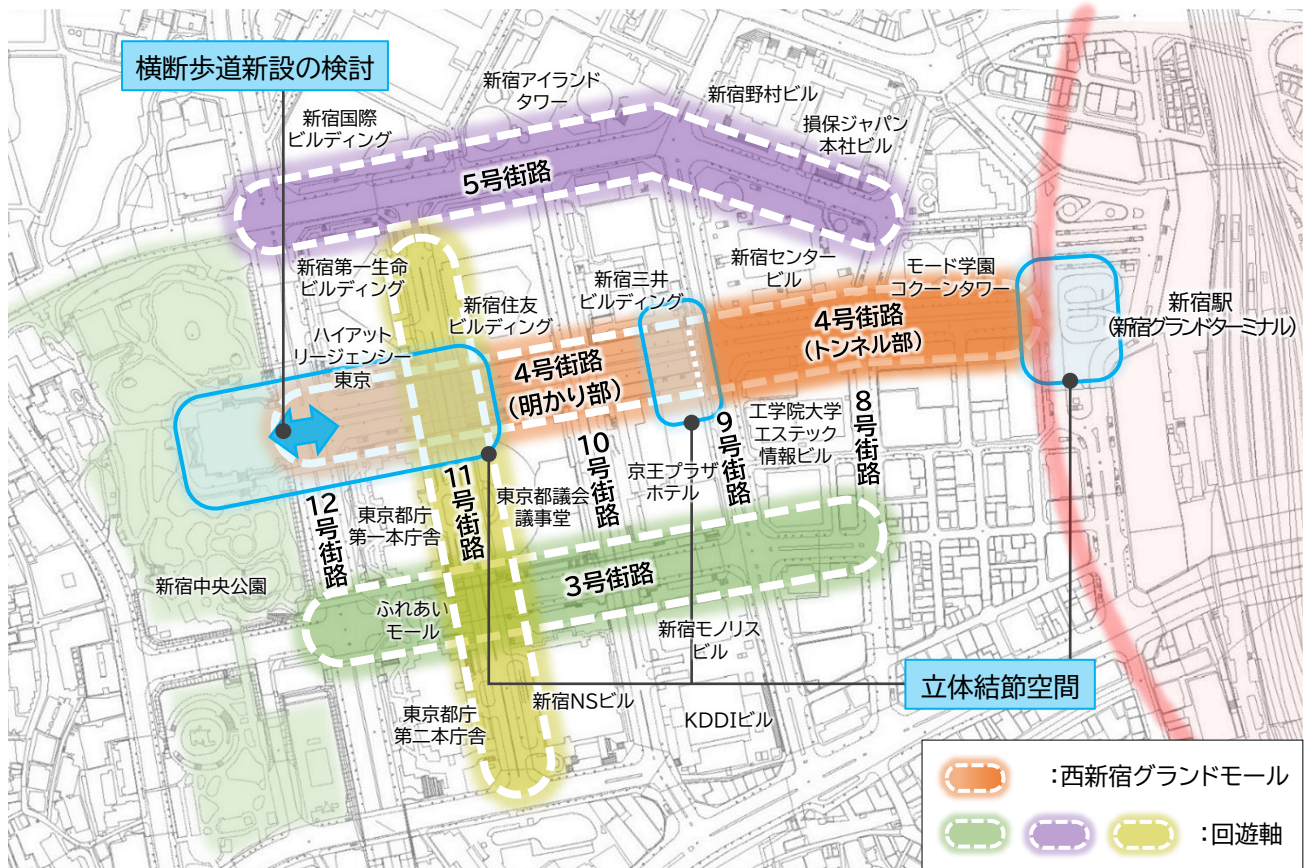 横断歩道新設の検討
新宿国際
ビルディング
新宿アイランド
タワー
新宿野村ビル
損保ジャパン
本社ビル
5号街路
新宿第一生命
ビルディング
新宿住友
ビルディング
新宿三井
ビルディング
新宿センター
ビル
モード学園
コクーンタワー
新宿駅
(新宿グランドターミナル)
ハイアット
リージェンシー
東京
4号街路
(明かり部)
4号街路
(トンネル部)
12号街路
11号街路
10号街路
9号街路
8号街路
東京都庁
第一本庁舎
東京都議会
議事堂
京王プラザ
ホテル
工学院大学
エステック
情報ビル
新宿中央公園
ふれあい
モール
3号街路
新宿モノリス
ビル
東京都庁
第二本庁舎
新宿NSビル
KDDIビル
立体結節空間
:西新宿グランドモール
:回遊軸